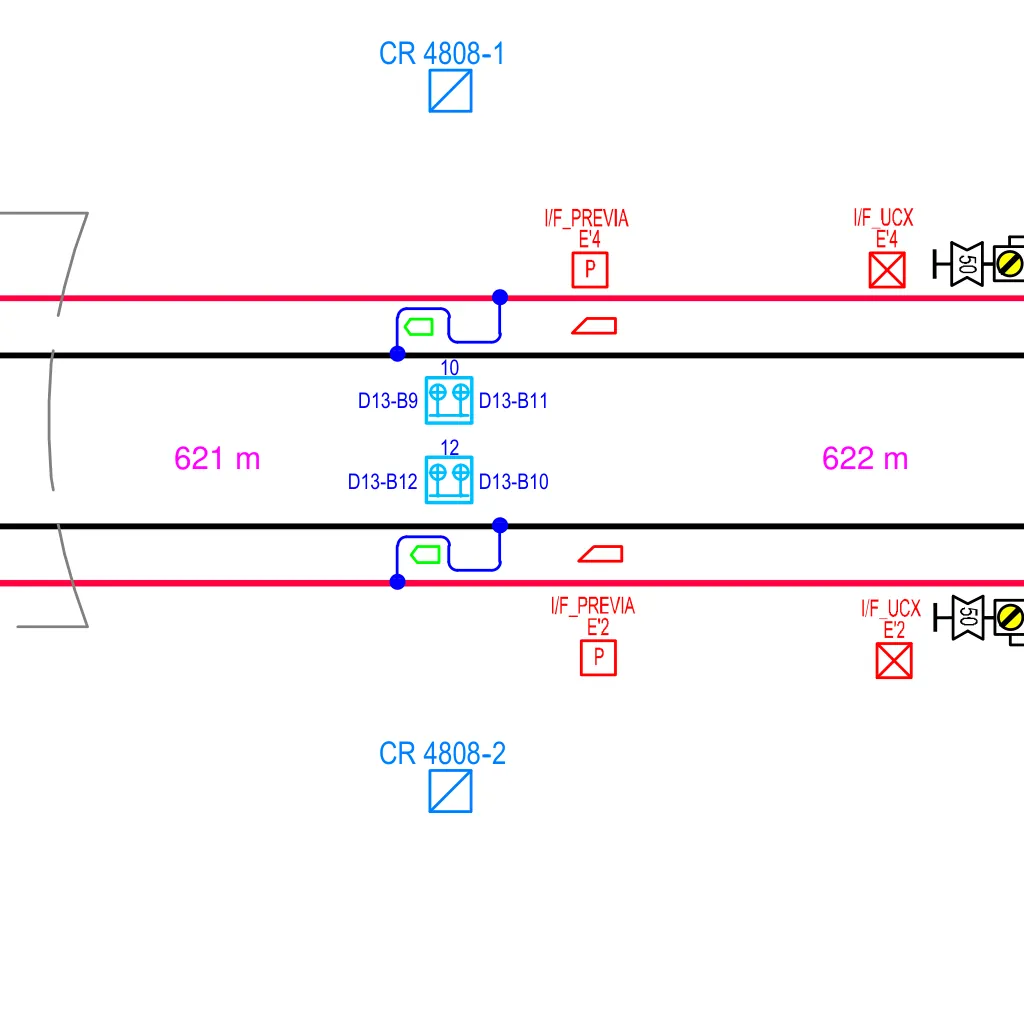 CR 4808-1
I/F_PREVIA
E'4
P
I/F_UCX
E'4
50
10
D13-B9
D13-B11
621 m
622 m
12
D13-B12
D13-B10
I/F_PREVIA
E'2
P
I/F_UCX
E'2
50
CR 4808-2